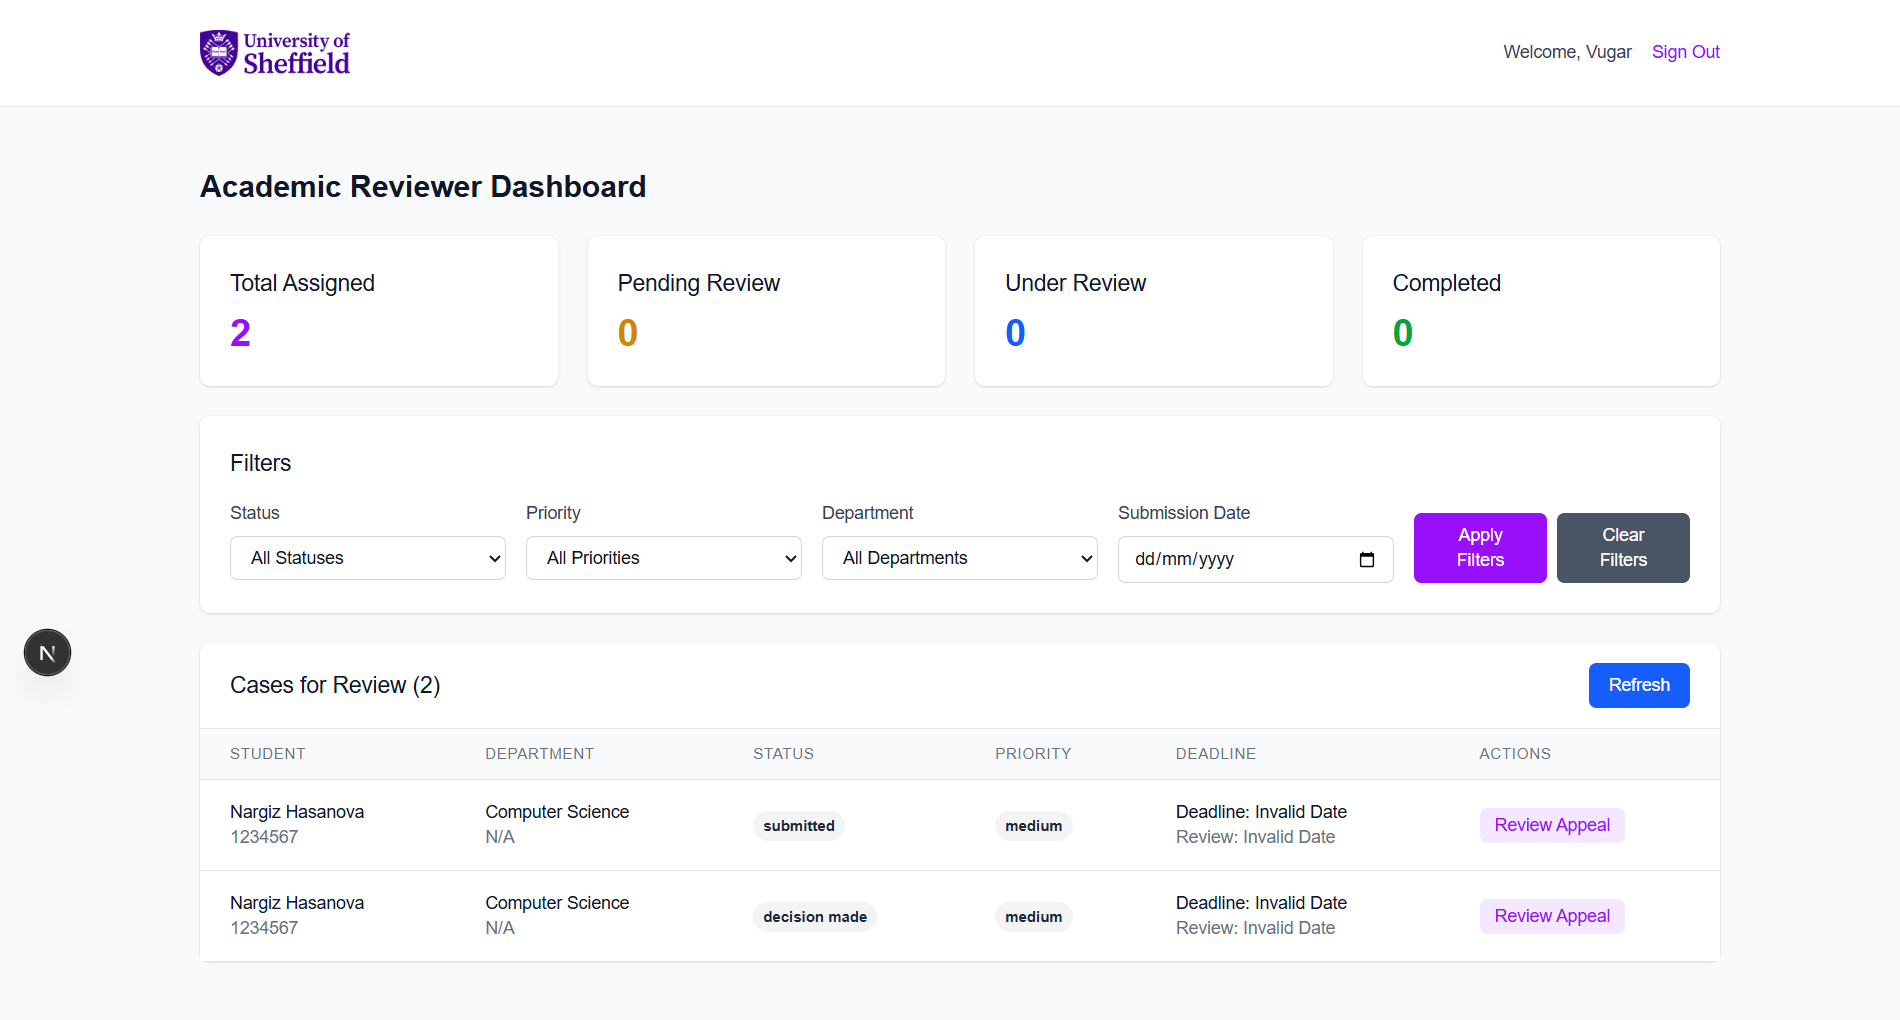 University of
Sheffield
Welcome, Vugar Sign Out
Academic Reviewer Dashboard
Total Assigned Pending Review Under Review Completed
2 0 0 0
Filters
Status Priority Department Submission Date
All Statuses All Priorities All Departments dd/mm/yyyy
Apply
Filters
Clear
Filters
N
Cases for Review (2) Refresh
STUDENT DEPARTMENT STATUS PRIORITY DEADLINE ACTIONS
Nargiz Hasanova Computer Science submitted medium Deadline: Invalid Date Review Appeal
1234567 N/A Review: Invalid Date
Nargiz Hasanova Computer Science decision made medium Deadline: Invalid Date Review Appeal
1234567 N/A Review: Invalid Date